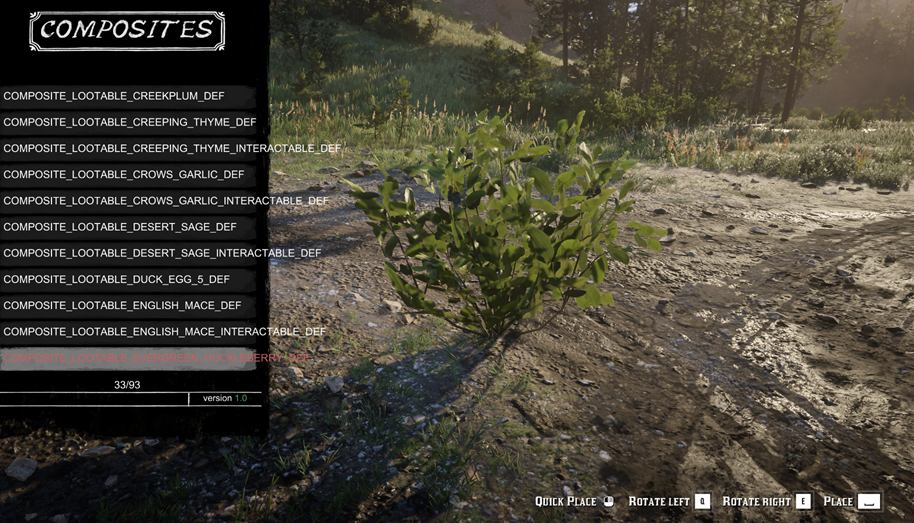 COMPOSITES
COMPOSITE_LOOTABLE_CREEKPLUM_DEF
COMPOSITE_LOOTABLE_CREEPING_THYME_DEF
COMPOSITE_LOOTABLE_CREEPING_THYME_INTERACTABLE_DEF
COMPOSITE_LOOTABLE_CROWS_GARLIC_DEF
COMPOSITE_LOOTABLE_CROWS_GARLIC_INTERACTABLE_DEF
COMPOSITE_LOOTABLE_DESERT_SAGE_DEF
COMPOSITE_LOOTABLE_DESERT_SAGE_INTERACTABLE_DEF
COMPOSITE_LOOTABLE_DUCK_EGG_5_DEF
COMPOSITE_LOOTABLE_ENGLISH_MACE_DEF
COMPOSITE_LOOTABLE_ENGLISH_MACE_INTERACTABLE_DEF
COMPOSITE_LOOTABLE_EVERGREEN_HUCKLEBERRY_DEF
33/93
version 1.0
QUICK PLACE ROTATE LEFT Q ROTATE RIGHT E PLACE